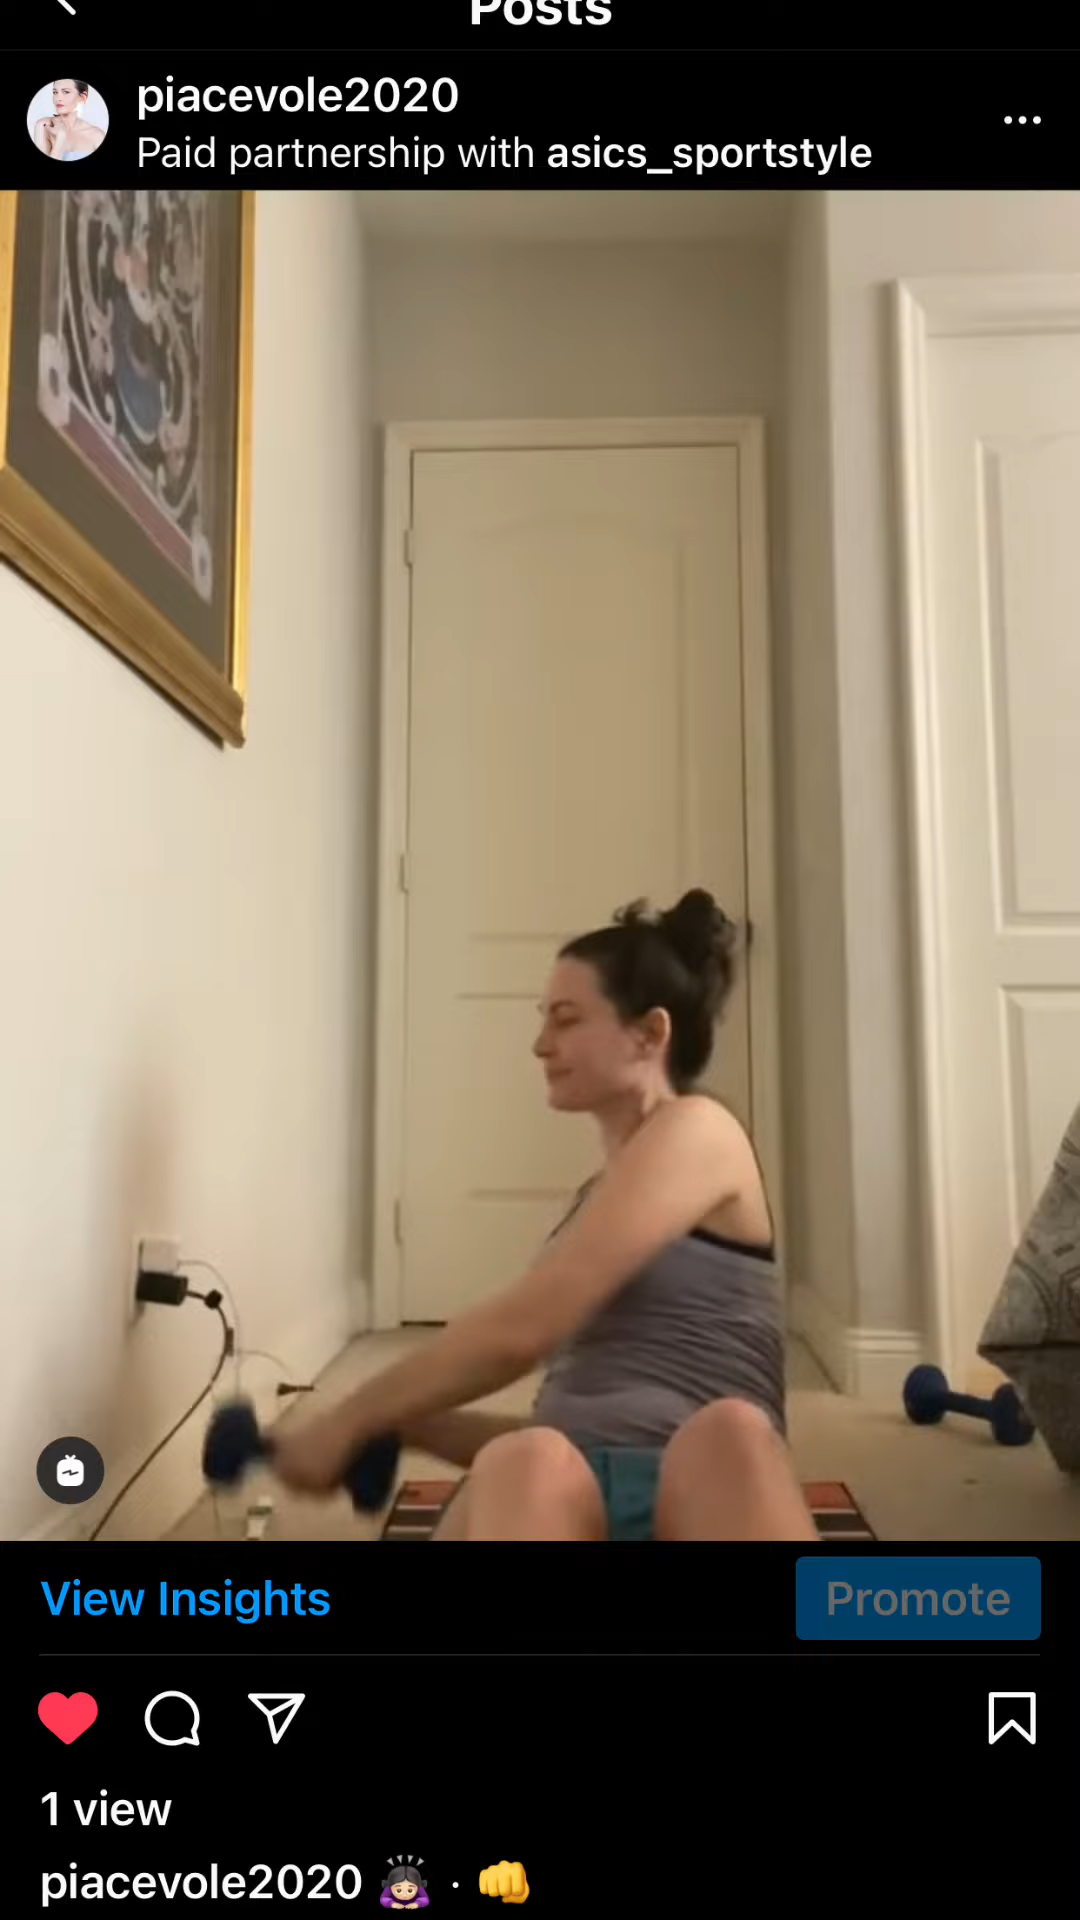 Posts
piacevole2020
Paid partnership with asics_sportstyle
View Insights
Promote
1 view
piacevole2020 🙇🏻‍♀️ · 👊